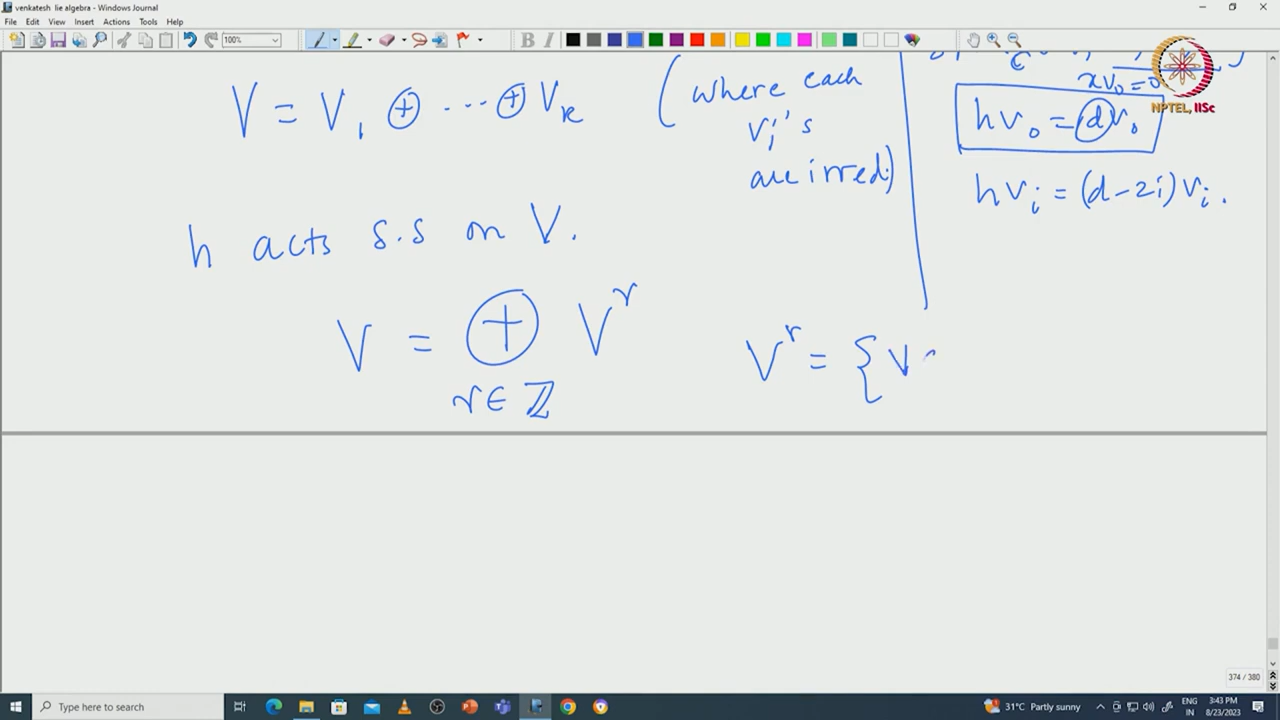 venkatesh lie algebra - Windows Journal
File Edit View Insert Actions Tools Help
100%
NPTEL, IISc
V = V₁ ⊕ ⋯ ⊕ Vₖ (where each
Vᵢ's
are irred.)
xv₀=0
hv₀ = dv₀
hvᵢ = (d-2i)vᵢ.
h acts s.s on V.
V = ⊕ Vʳ
r∈ ℤ
Vʳ = {v
374 / 380
Type here to search
31°C Partly sunny
ENG
IN
3:43 PM
8/23/2023